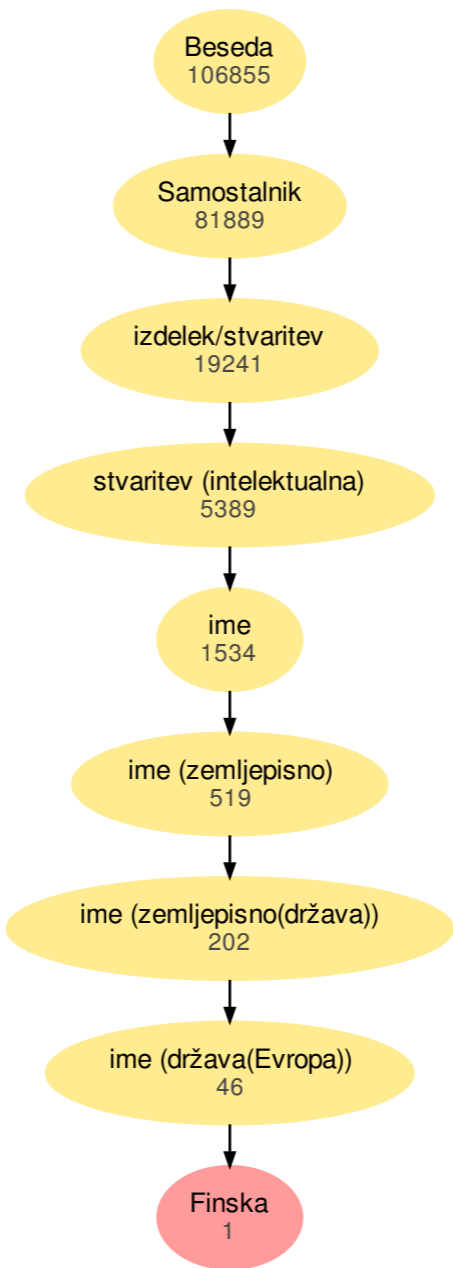 Beseda
106855
Samostalnik
81889
izdelek/stvaritev
19241
stvaritev (intelektualna)
5389
ime
1534
ime (zemljepisno)
519
ime (zemljepisno(država))
202
ime (država(Evropa))
46
Finska
1